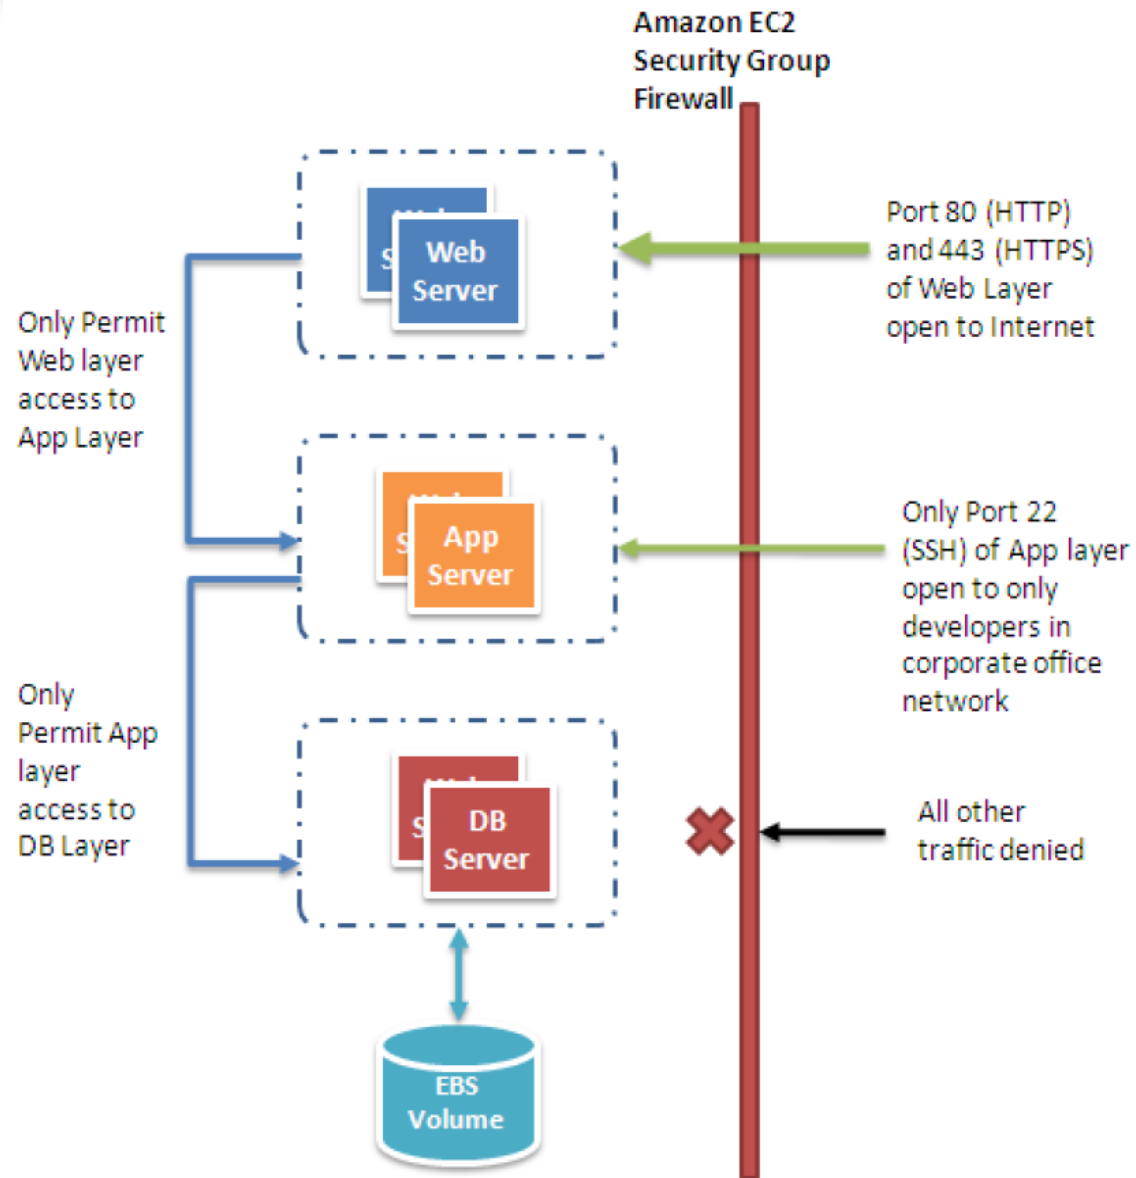 Amazon EC2
Security Group
Firewall
Web
Server
Port 80 (HTTP)
and 443 (HTTPS)
of Web Layer
open to Internet
Only Permit
Web layer
access to
App Layer
App
Server
Only Port 22
(SSH) of App layer
open to only
developers in
corporate office
network
Only
Permit App
layer
access to
DB Layer
DB
Server
All other
traffic denied
EBS
Volume